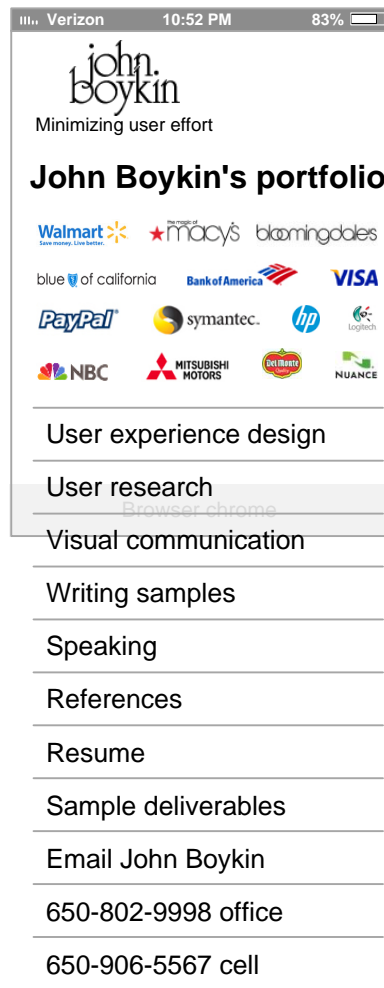 Verizon 10:52 PM 83%
john.
boykin
Minimizing user effort
John Boykin's portfolio
Walmart the magic of macy's bloomingdales
Save money. Live better.
blue of california Bank of America VISA
PayPal symantec. hp Logitech
NBC MITSUBISHI MOTORS Del Monte Quality NUANCE
User experience design
User research
Browser chrome
Visual communication
Writing samples
Speaking
References
Resume
Sample deliverables
Email John Boykin
650-802-9998 office
650-906-5567 cell